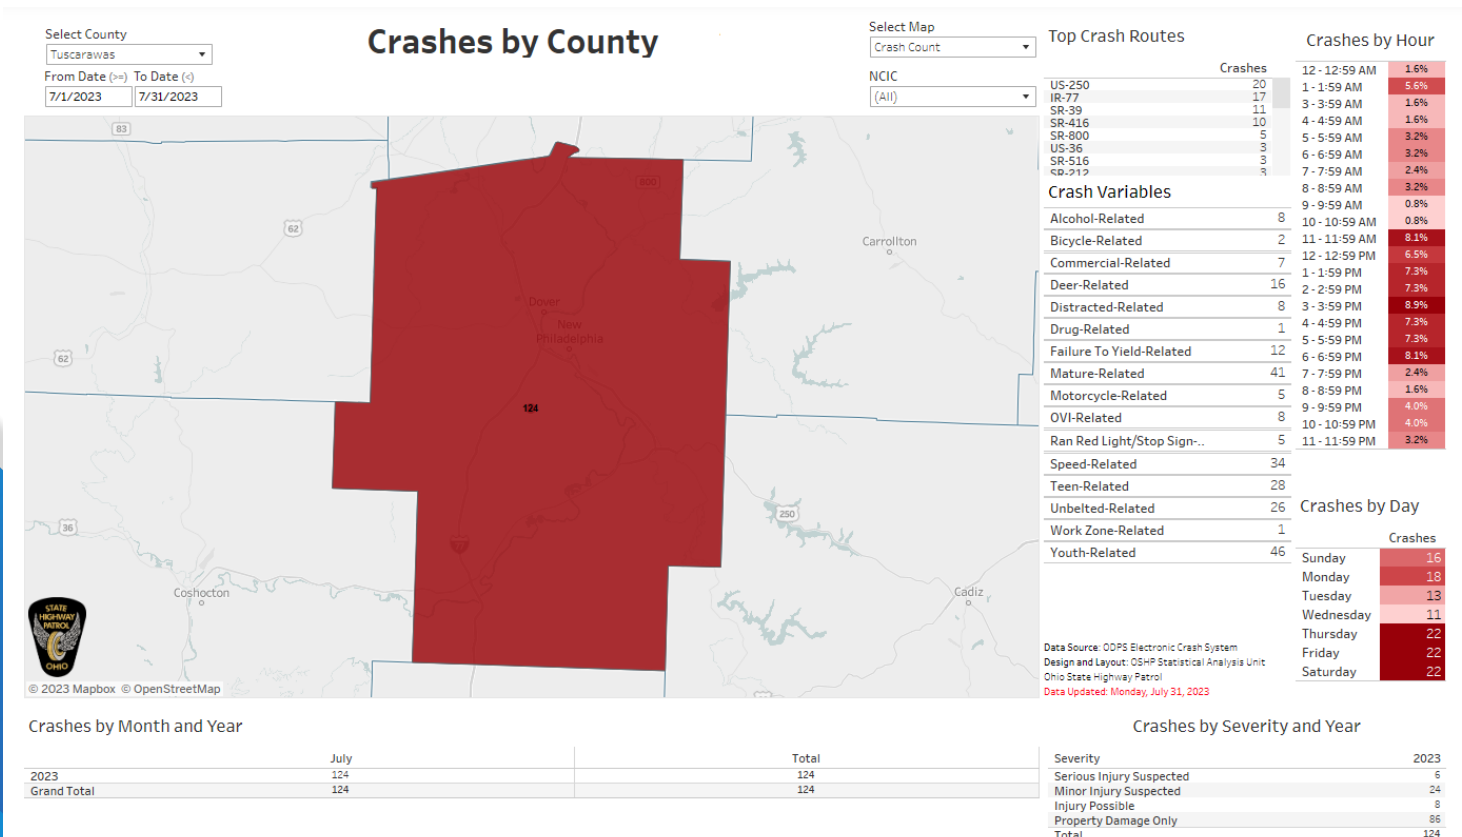 Select County
Tuscarawas
From Date (>=) To Date (<)
7/1/2023 7/31/2023
Crashes by County
Select Map
Crash Count
NCIC
(All)
83
800
62
Carrollton
Dover
New
Philadelphia
62
124
250
36
77
Coshocton
Cadiz
STATE
HIGHWAY
PATROL
OHIO
© 2023 Mapbox © OpenStreetMap
Top Crash Routes
Crashes
US-250 20
IR-77 17
SR-39 11
SR-416 10
SR-800 5
US-36 3
SR-516 3
SR-212 3
Crash Variables
Alcohol-Related 8
Bicycle-Related 2
Commercial-Related 7
Deer-Related 16
Distracted-Related 8
Drug-Related 1
Failure To Yield-Related 12
Mature-Related 41
Motorcycle-Related 5
OVI-Related 8
Ran Red Light/Stop Sign-.. 5
Speed-Related 34
Teen-Related 28
Unbelted-Related 26
Work Zone-Related 1
Youth-Related 46
Data Source: ODPS Electronic Crash System
Design and Layout: OSHP Statistical Analysis Unit
Ohio State Highway Patrol
Data Updated: Monday, July 31, 2023
Crashes by Hour
12 - 12:59 AM 1.6%
1 - 1:59 AM 5.6%
3 - 3:59 AM 1.6%
4 - 4:59 AM 1.6%
5 - 5:59 AM 3.2%
6 - 6:59 AM 3.2%
7 - 7:59 AM 2.4%
8 - 8:59 AM 3.2%
9 - 9:59 AM 0.8%
10 - 10:59 AM 0.8%
11 - 11:59 AM 8.1%
12 - 12:59 PM 6.5%
1 - 1:59 PM 7.3%
2 - 2:59 PM 7.3%
3 - 3:59 PM 8.9%
4 - 4:59 PM 7.3%
5 - 5:59 PM 7.3%
6 - 6:59 PM 8.1%
7 - 7:59 PM 2.4%
8 - 8:59 PM 1.6%
9 - 9:59 PM 4.0%
10 - 10:59 PM 4.0%
11 - 11:59 PM 3.2%
Crashes by Day
Crashes
Sunday 16
Monday 18
Tuesday 13
Wednesday 11
Thursday 22
Friday 22
Saturday 22
Crashes by Month and Year
July Total
2023 124 124
Grand Total 124 124
Crashes by Severity and Year
Severity 2023
Serious Injury Suspected 6
Minor Injury Suspected 24
Injury Possible 8
Property Damage Only 86
Total 124